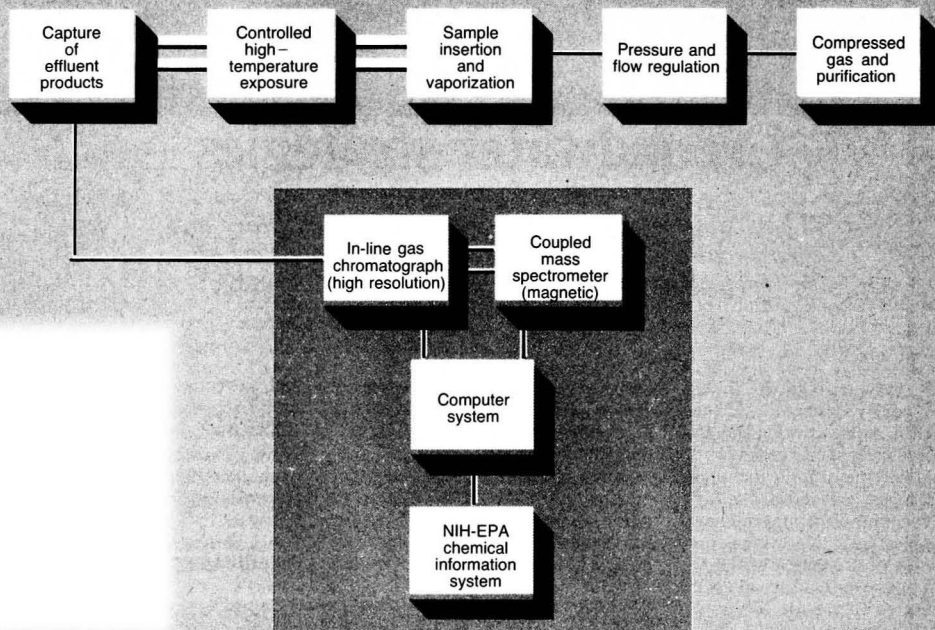 Capture
of
effluent
products
Controlled
high–
temperature
exposure
Sample
insertion
and
vaporization
Pressure and
flow regulation
Compressed
gas and
purification
In-line gas
chromatograph
(high resolution)
Coupled
mass
spectrometer
(magnetic)
Computer
system
NIH-EPA
chemical
information
system